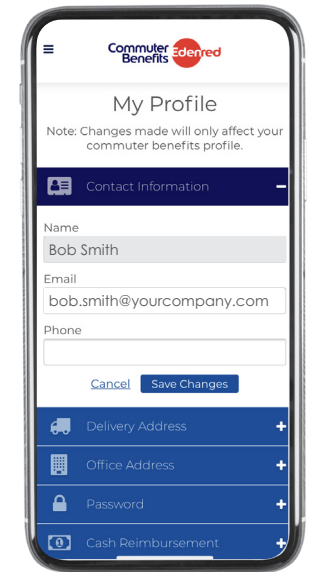 Commuter
Benefits
Edenred
My Profile
Note: Changes made will only affect your
commuter benefits profile.
Contact Information
Name
Bob Smith
Email
bob.smith@yourcompany.com
Phone
Cancel Save Changes
Delivery Address
Office Address
Password
Cash Reimbursement